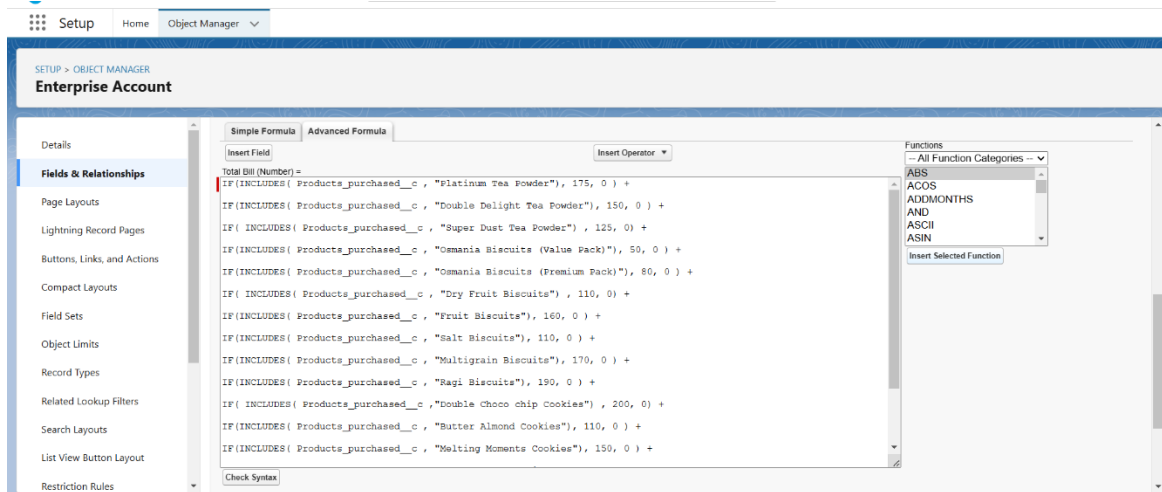 Setup Home Object Manager
SETUP > OBJECT MANAGER
Enterprise Account
Details
Fields & Relationships
Page Layouts
Lightning Record Pages
Buttons, Links, and Actions
Compact Layouts
Field Sets
Object Limits
Record Types
Related Lookup Filters
Search Layouts
List View Button Layout
Restriction Rules
Simple Formula Advanced Formula
Insert Field Insert Operator
Total Bill (Number) =
IF(INCLUDES( Products_purchased__c , "Platinum Tea Powder"), 175, 0 ) +
IF(INCLUDES( Products_purchased__c , "Double Delight Tea Powder"), 150, 0 ) +
IF( INCLUDES( Products_purchased__c , "Super Dust Tea Powder") , 125, 0) +
IF(INCLUDES( Products_purchased__c , "Osmania Biscuits (Value Pack)"), 50, 0 ) +
IF(INCLUDES( Products_purchased__c , "Osmania Biscuits (Premium Pack)"), 80, 0 ) +
IF( INCLUDES( Products_purchased__c , "Dry Fruit Biscuits") , 110, 0) +
IF(INCLUDES( Products_purchased__c , "Fruit Biscuits"), 160, 0 ) +
IF(INCLUDES( Products_purchased__c , "Salt Biscuits"), 110, 0 ) +
IF(INCLUDES( Products_purchased__c , "Multigrain Biscuits"), 170, 0 ) +
IF(INCLUDES( Products_purchased__c , "Ragi Biscuits"), 190, 0 ) +
IF( INCLUDES( Products_purchased__c ,"Double Choco chip Cookies") , 200, 0) +
IF(INCLUDES( Products_purchased__c , "Butter Almond Cookies"), 110, 0 ) +
IF(INCLUDES( Products_purchased__c , "Melting Moments Cookies"), 150, 0 ) +
Check Syntax
Functions
-- All Function Categories --
ABS
ACOS
ADDMONTHS
AND
ASCII
ASIN
Insert Selected Function